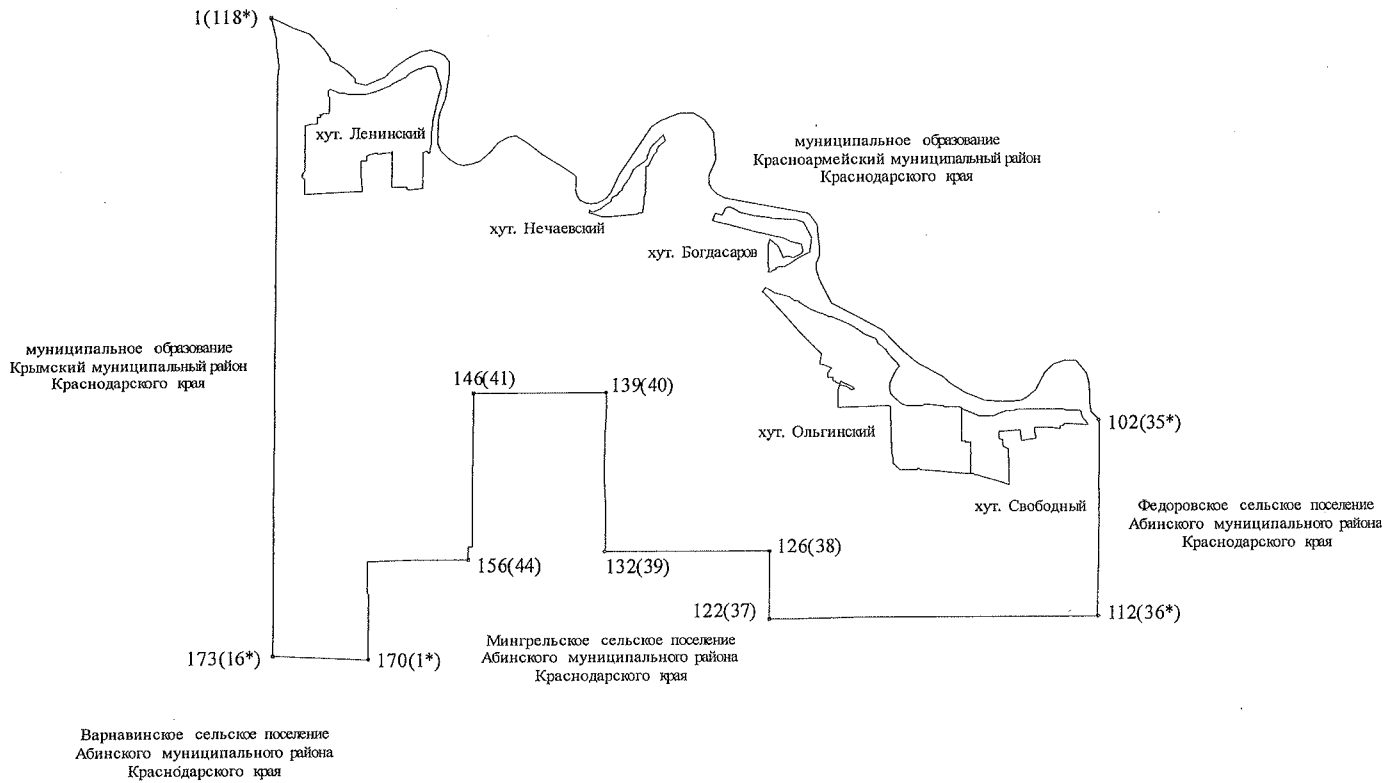 1(118*)
хут. Ленинский
муниципальное образование
Красноармейский муниципальный район
Краснодарского края
хут. Нечаевский
хут. Богдасаров
муниципальное образование
Крымский муниципальный район
Краснодарского края
146(41)
139(40)
102(35*)
хут. Ольгинский
хут. Свободный
Федоровское сельское поселение
Абинского муниципального района
Краснодарского края
126(38)
156(44)
132(39)
122(37)
112(36*)
Мингрельское сельское поселение
Абинского муниципального района
Краснодарского края
173(16*)
170(1*)
Варнавинское сельское поселение
Абинского муниципального района
Краснодарского края